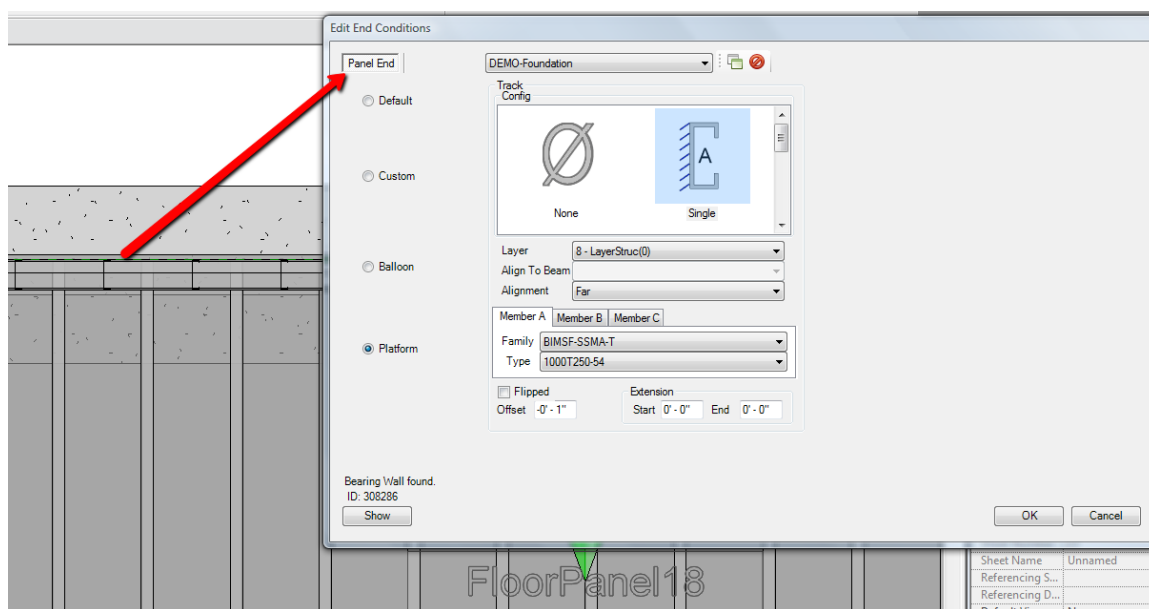 Edit End Conditions
Panel End
DEMO-Foundation
Track
Config
Default
A
Custom
None
Single
Layer
8 - LayerStruc(0)
Balloon
Align To Beam
Alignment
Far
Member A
Member B
Member C
Family
BIMSF-SSMA-T
Platform
Type
1000T250-54
Flipped
Extension
Offset
-0' - 1"
Start
0' - 0"
End
0' - 0"
Bearing Wall found.
ID: 308286
Show
OK
Cancel
Sheet Name
Unnamed
Referencing S...
FloorPanel18
Referencing D...